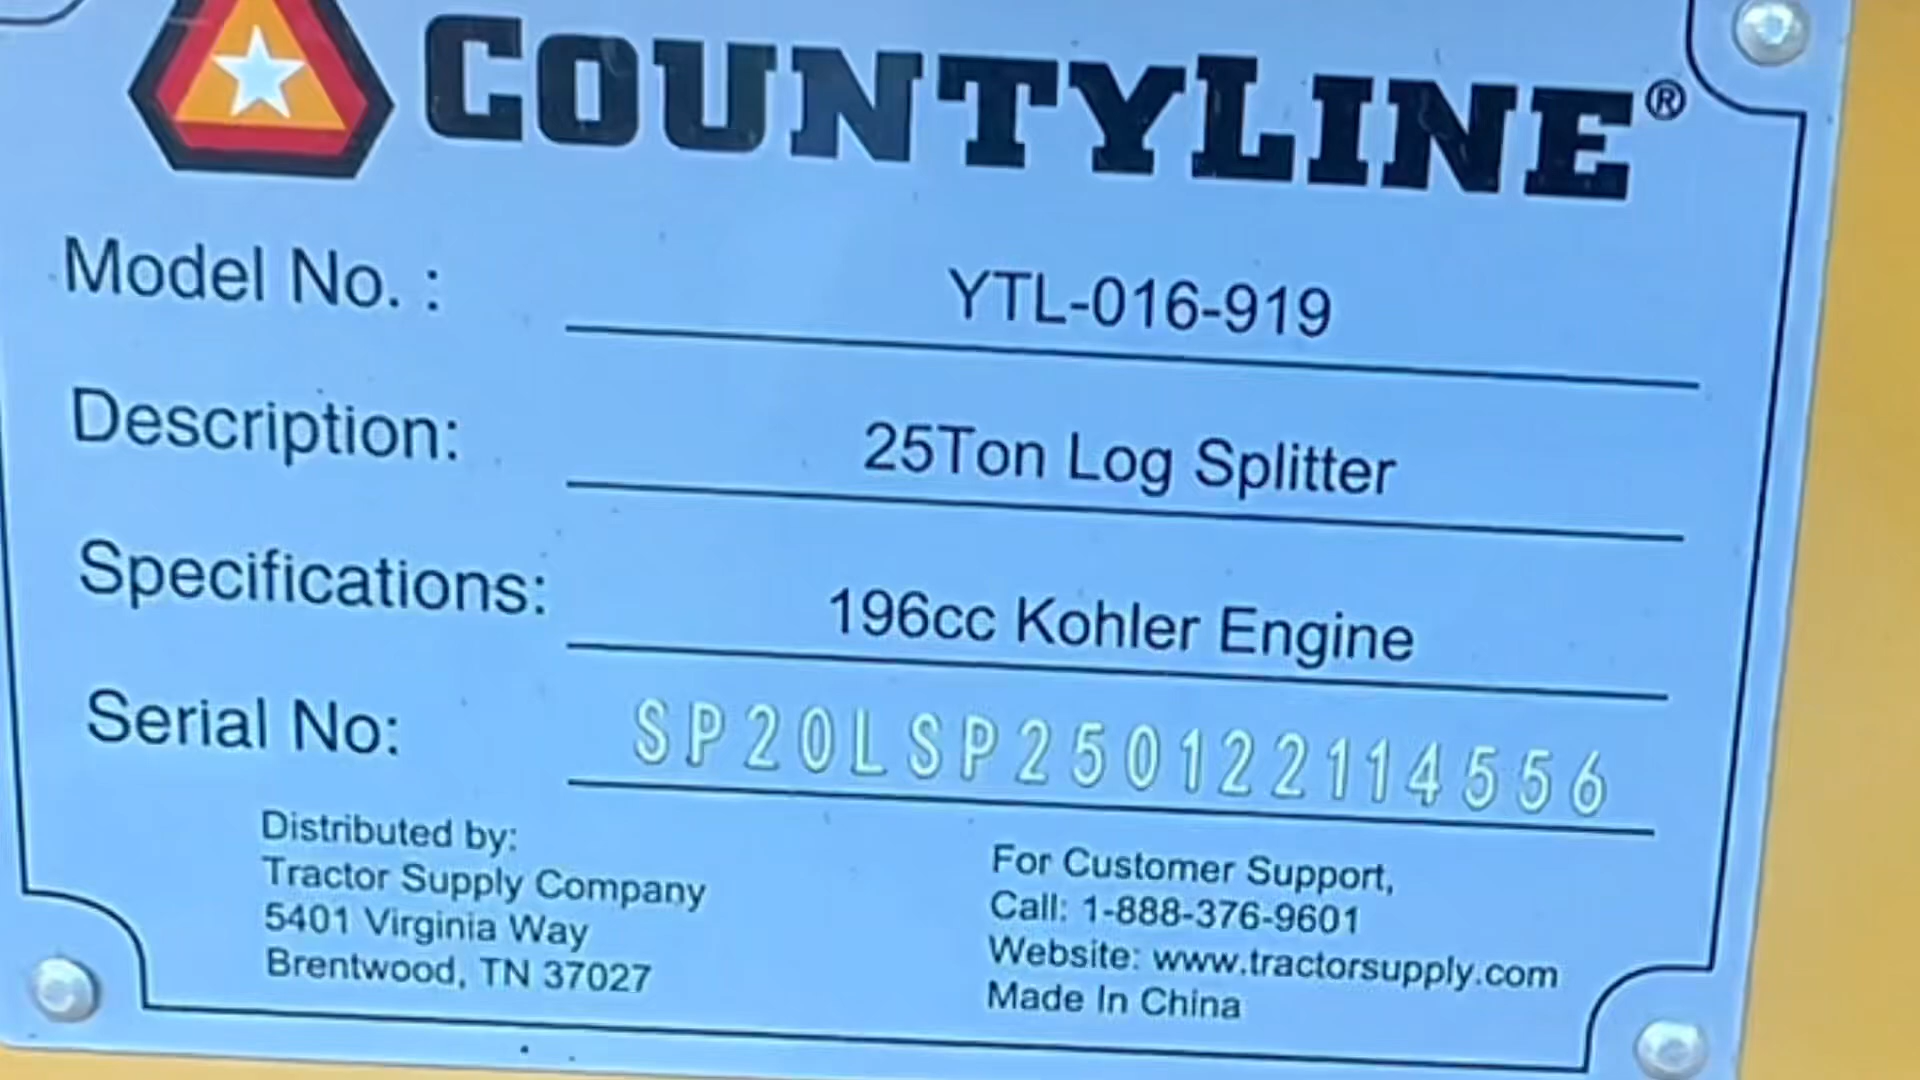 COUNTYLINE®
Model No. : YTL-016-919
Description: 25Ton Log Splitter
Specifications: 196cc Kohler Engine
Serial No: SP20LSP250122114556
Distributed by:
Tractor Supply Company
5401 Virginia Way
Brentwood, TN 37027
For Customer Support,
Call: 1-888-376-9601
Website: www.tractorsupply.com
Made In China